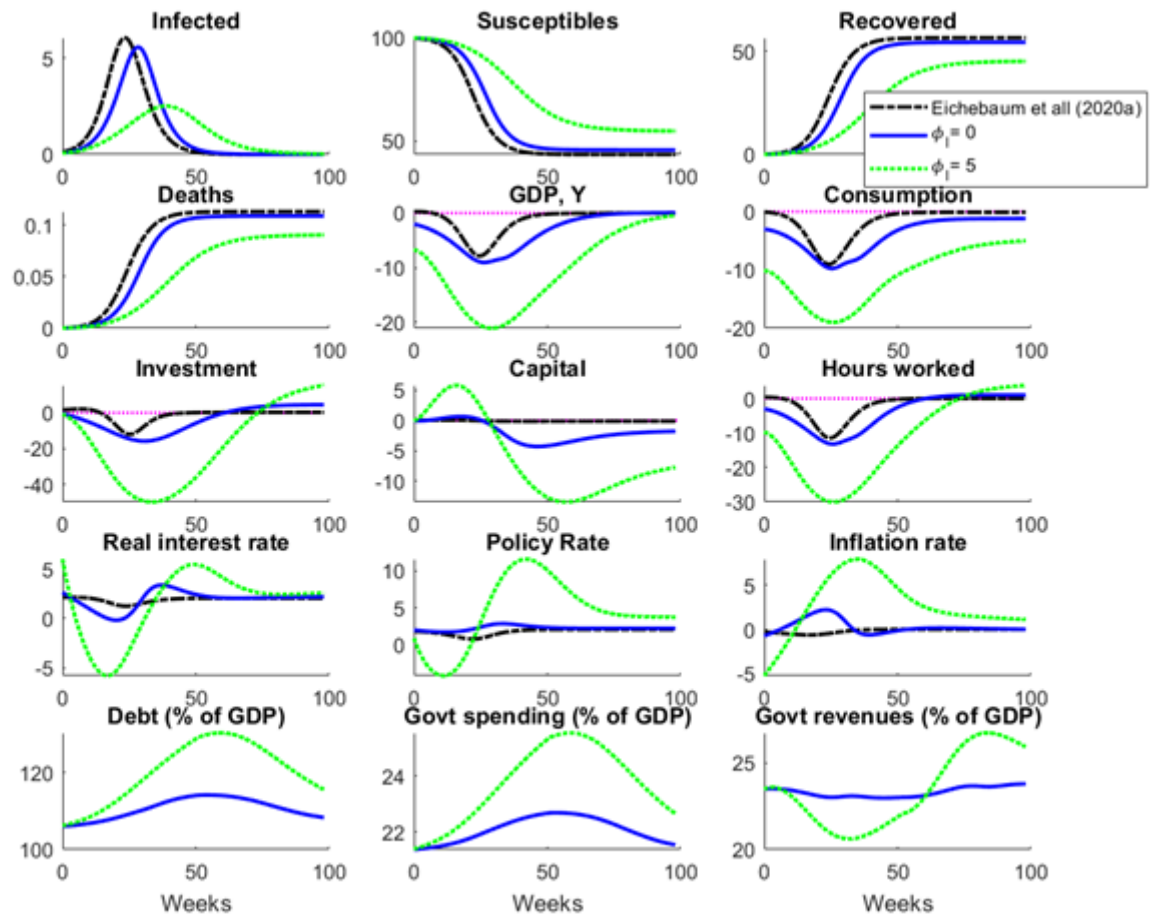 Infected
Susceptibles
Recovered
5
0
100
50
50
0
0 50 100
0 50 100
0 50 100
Eichebaum et all (2020a)
ϕI= 0
ϕI= 5
Deaths
GDP, Y
Consumption
0.1
0.05
0
0
-10
-20
0
-10
-20
0 50 100
0 50 100
0 50 100
Investment
Capital
Hours worked
0
-20
-40
5
0
-5
-10
0
-10
-20
-30
0 50 100
0 50 100
0 50 100
Real interest rate
Policy Rate
Inflation rate
5
0
-5
10
5
0
5
0
-5
0 50 100
0 50 100
0 50 100
Debt (% of GDP)
Govt spending (% of GDP)
Govt revenues (% of GDP)
120
100
24
22
25
20
0 50 100
0 50 100
0 50 100
Weeks
Weeks
Weeks